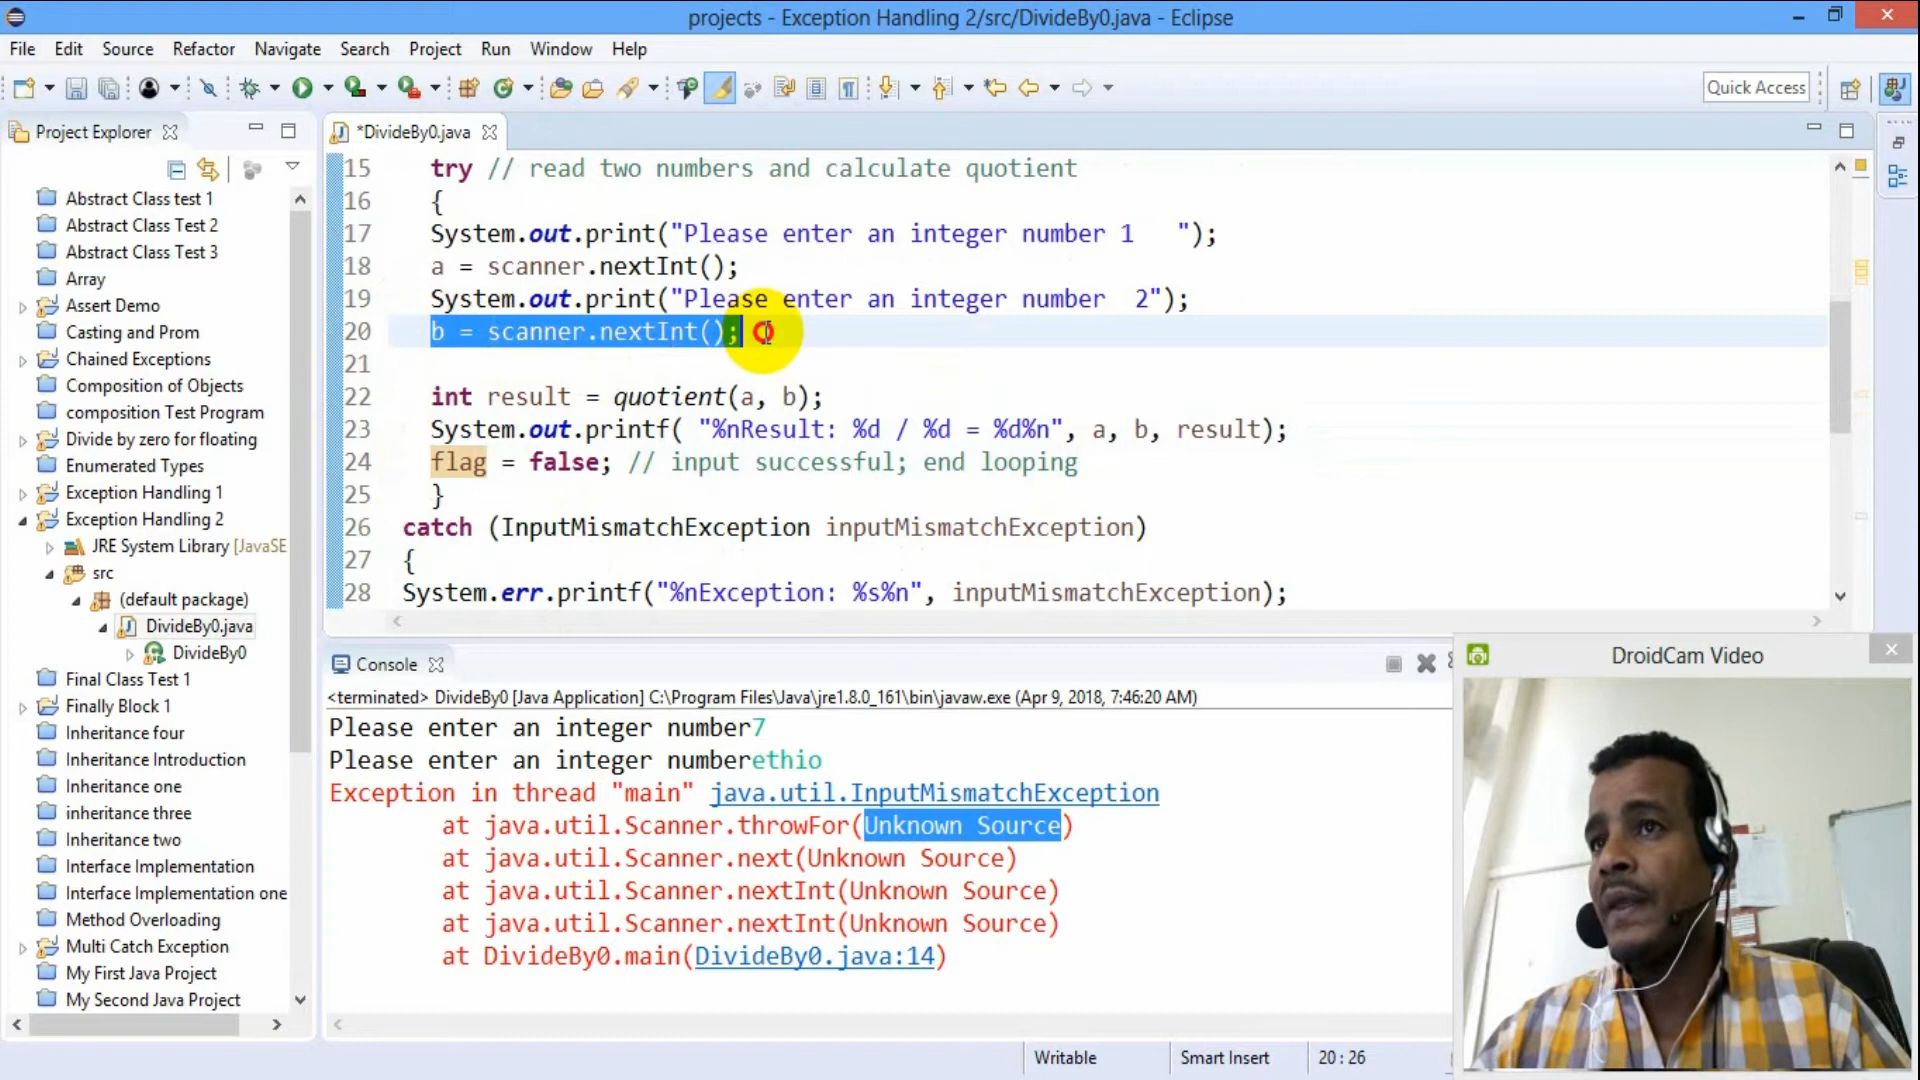 projects - Exception Handling 2/src/DivideBy0.java - Eclipse
File Edit Source Refactor Navigate Search Project Run Window Help
Quick Access
Project Explorer
*DivideBy0.java
Abstract Class test 1
Abstract Class Test 2
Abstract Class Test 3
Array
Assert Demo
Casting and Prom
Chained Exceptions
Composition of Objects
composition Test Program
Divide by zero for floating
Enumerated Types
Exception Handling 1
Exception Handling 2
JRE System Library [JavaSE
src
(default package)
DivideBy0.java
DivideBy0
Final Class Test 1
Finally Block 1
Inheritance four
Inheritance Introduction
Inheritance one
inheritance three
Inheritance two
Interface Implementation
Interface Implementation one
Method Overloading
Multi Catch Exception
My First Java Project
My Second Java Project
15 try // read two numbers and calculate quotient
16 {
17 System.out.print("Please enter an integer number 1   ");
18 a = scanner.nextInt();
19 System.out.print("Please enter an integer number  2");
20 b = scanner.nextInt();
21
22 int result = quotient(a, b);
23 System.out.printf( "%nResult: %d / %d = %d%n", a, b, result);
24 flag = false; // input successful; end looping
25 }
26 catch (InputMismatchException inputMismatchException)
27 {
28 System.err.printf("%nException: %s%n", inputMismatchException);
Console
<terminated> DivideBy0 [Java Application] C:\Program Files\Java\jre1.8.0_161\bin\javaw.exe (Apr 9, 2018, 7:46:20 AM)
Please enter an integer number7
Please enter an integer numberethio
Exception in thread "main" java.util.InputMismatchException
at java.util.Scanner.throwFor(Unknown Source)
at java.util.Scanner.next(Unknown Source)
at java.util.Scanner.nextInt(Unknown Source)
at java.util.Scanner.nextInt(Unknown Source)
at DivideBy0.main(DivideBy0.java:14)
DroidCam Video
Writable
Smart Insert
20 : 26